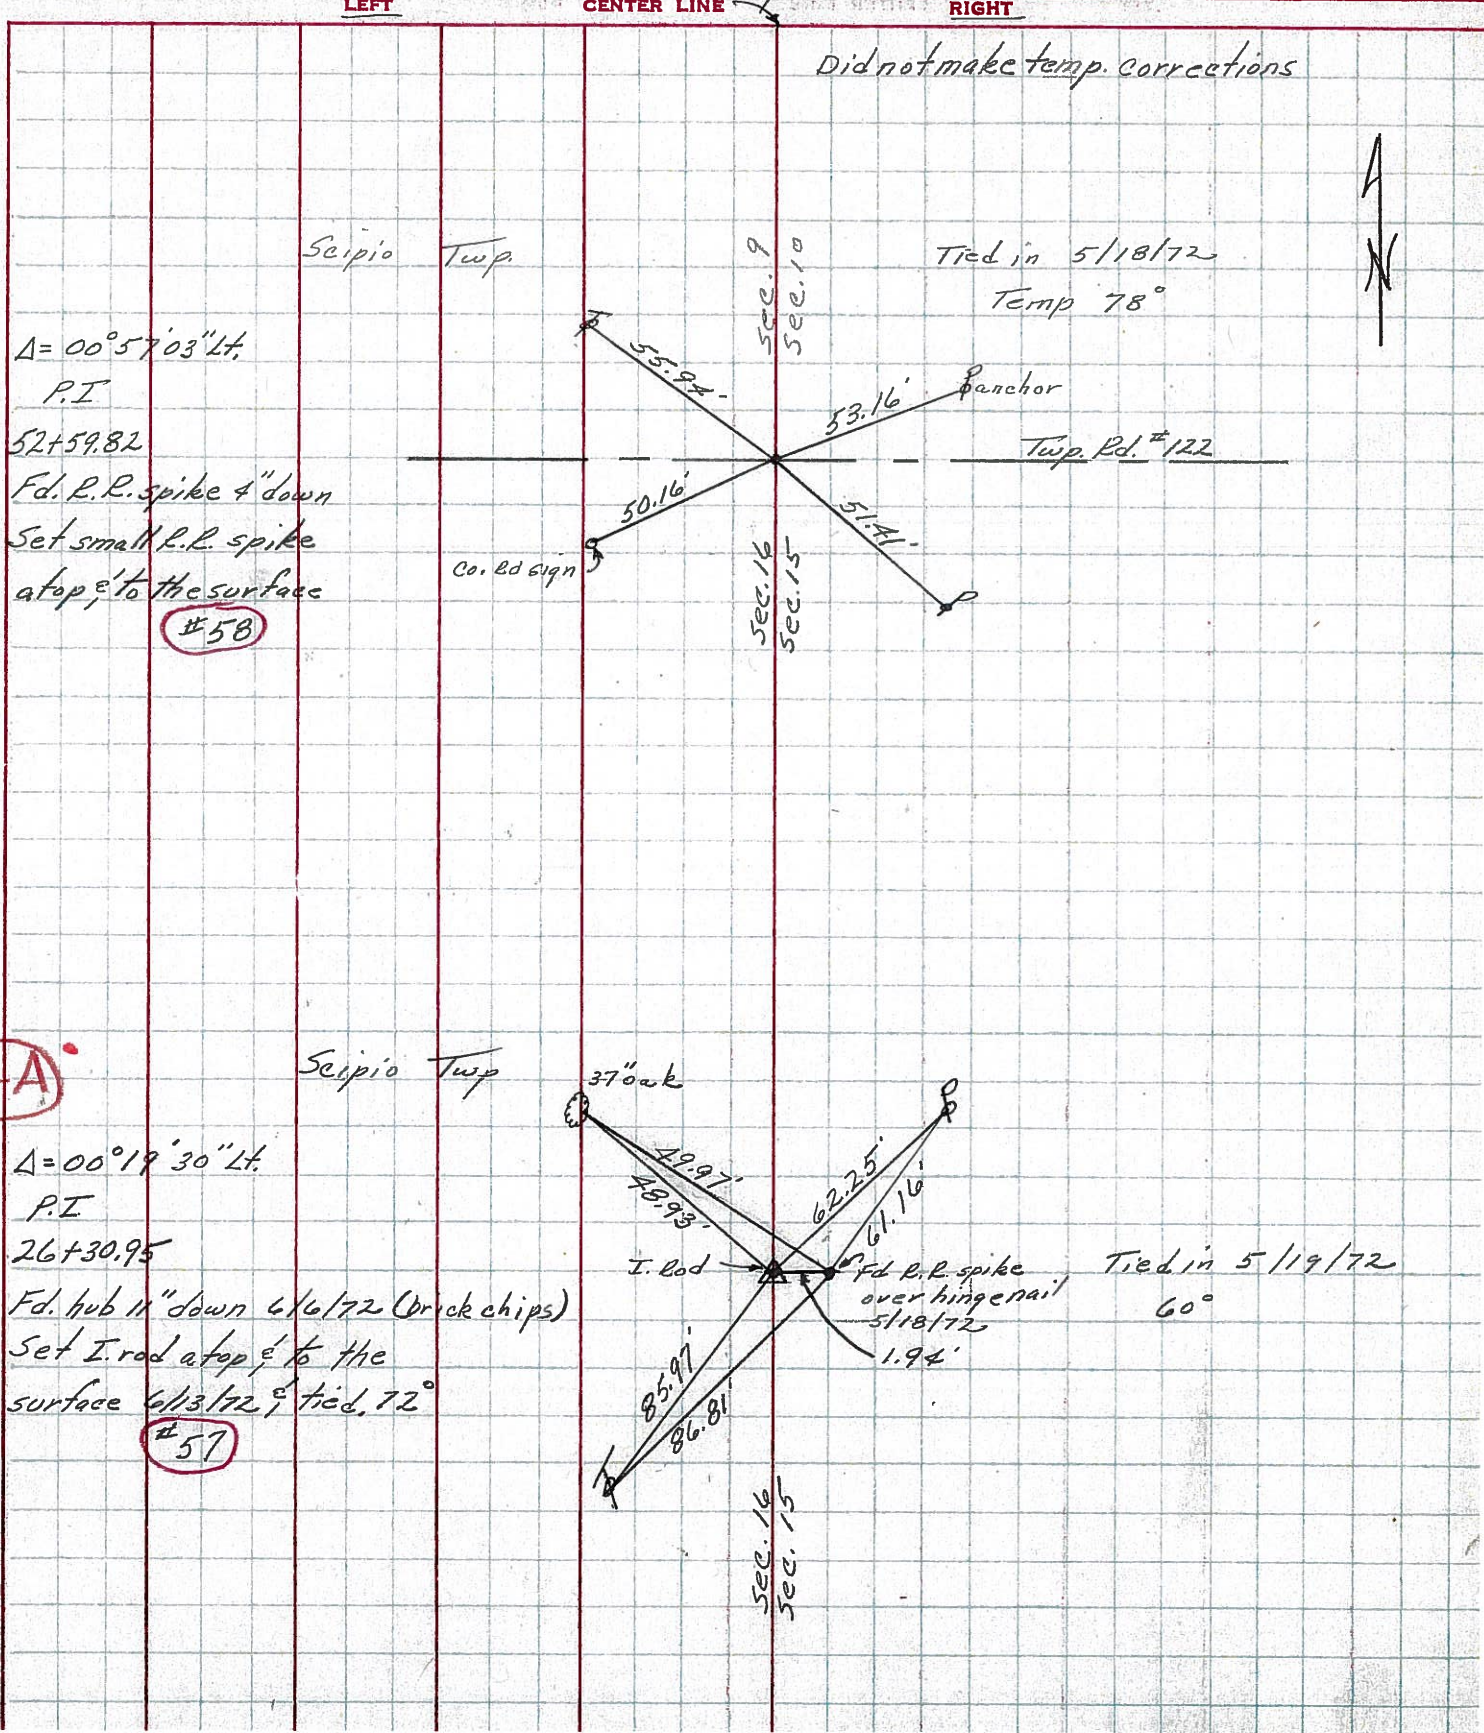 LEFT CENTER LINE RIGHT
Did not make temp. corrections
N
Scipio Twp.
Sec. 9
Sec. 10
Tied in 5/18/72
Temp 78°
Δ= 00°57'03"Lt.
P.I
52+59.82
Fd. R.R. spike 4"down
Set small R.R. spike
atop & to the surface
#58
55.94'
53.16'
anchor
Twp. Rd. #122
50.16'
51.41'
Co. Rd sign
Sec. 16
Sec. 15
A
Scipio Twp
37"oak
Δ=00°19'30"Lt.
P.I.
26+30.95
Fd. hub 11"down 6/6/72 (brick chips)
Set I. rod atop & to the
surface 6/13/72 & tied. 72°
#57
49.97'
48.93'
62.25'
61.16'
I. Rod
Fd R.R. spike
over hinge nail
5/18/72
1.94'
Tied in 5/19/72
60°
85.97'
86.81'
Sec. 16
Sec. 15